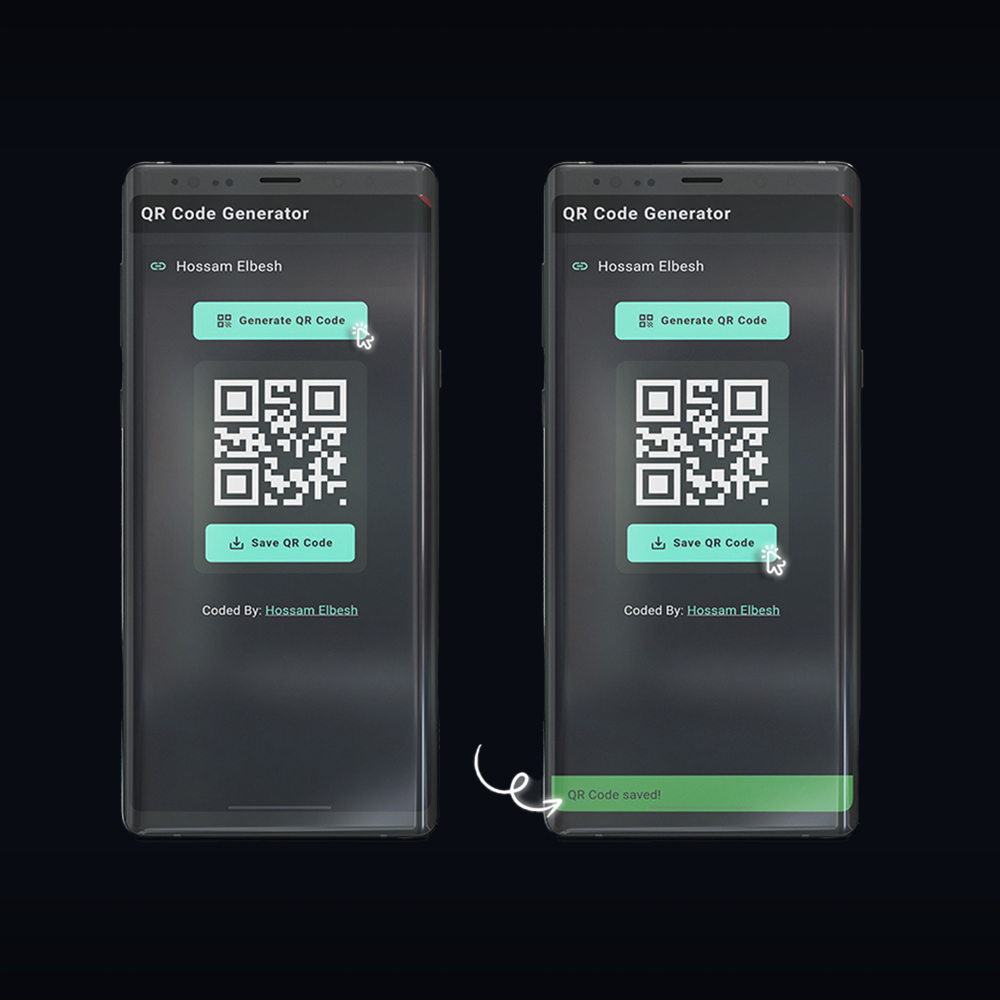 QR Code Generator
Hossam Elbesh
Generate QR Code
Save QR Code
Coded By: Hossam Elbesh
QR Code Generator
Hossam Elbesh
Generate QR Code
Save QR Code
Coded By: Hossam Elbesh
QR Code saved!